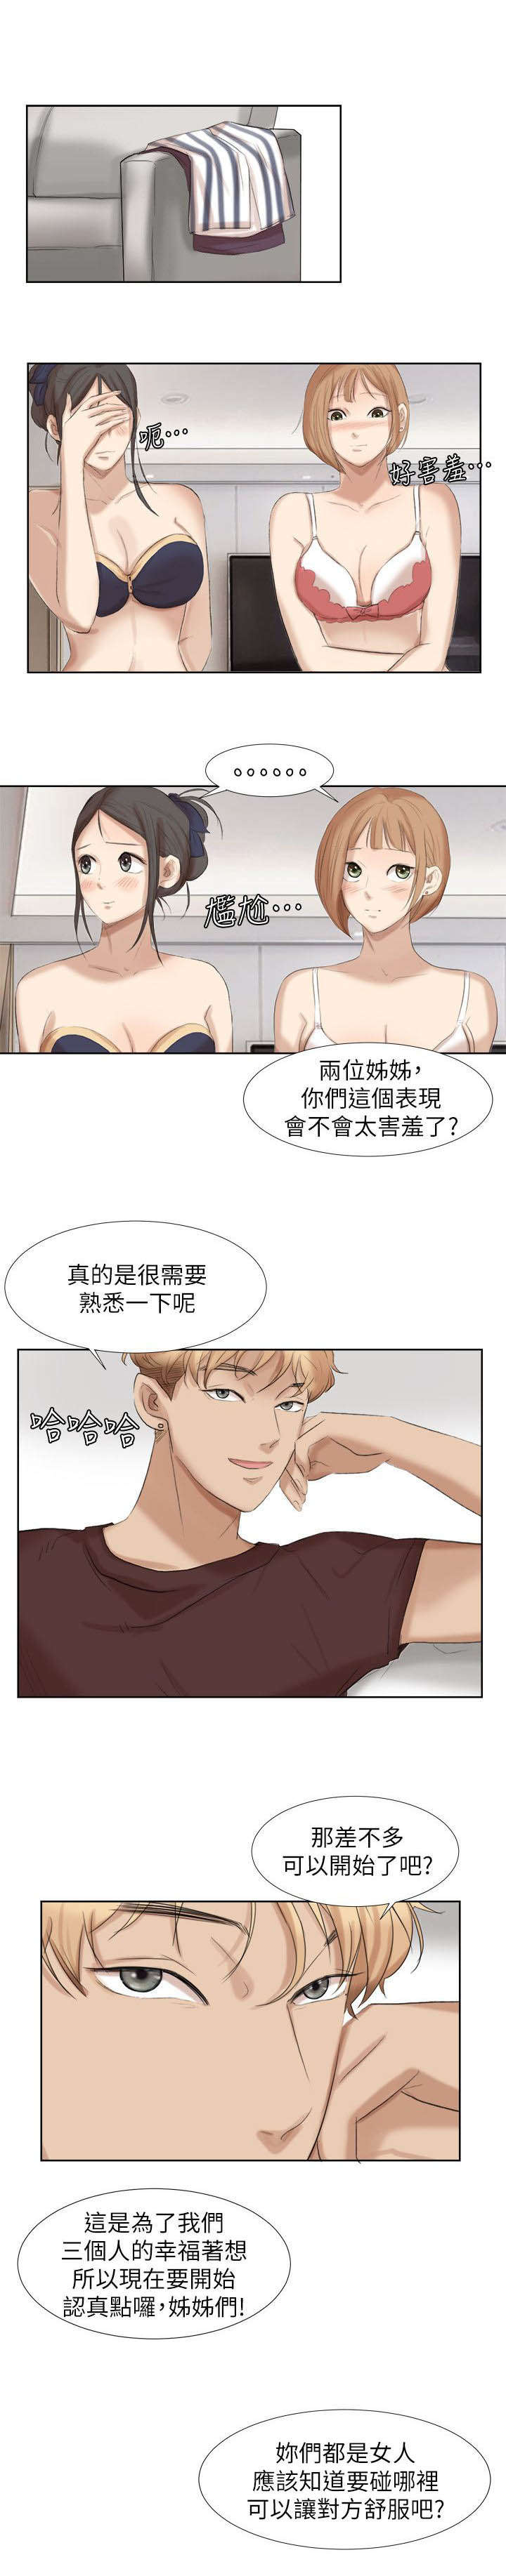 呃…
好害羞…
。。。。。。
尷尬…
兩位姊姊，
你們這個表現
會不會太害羞了？
真的是很需要
熟悉一下呢
哈哈哈
那差不多
可以開始了吧？
這是為了我們
三個人的幸福著想
所以現在要開始
認真點囉，姊姊們！
妳們都是女人
應該知道要碰哪裡
可以讓對方舒服吧？